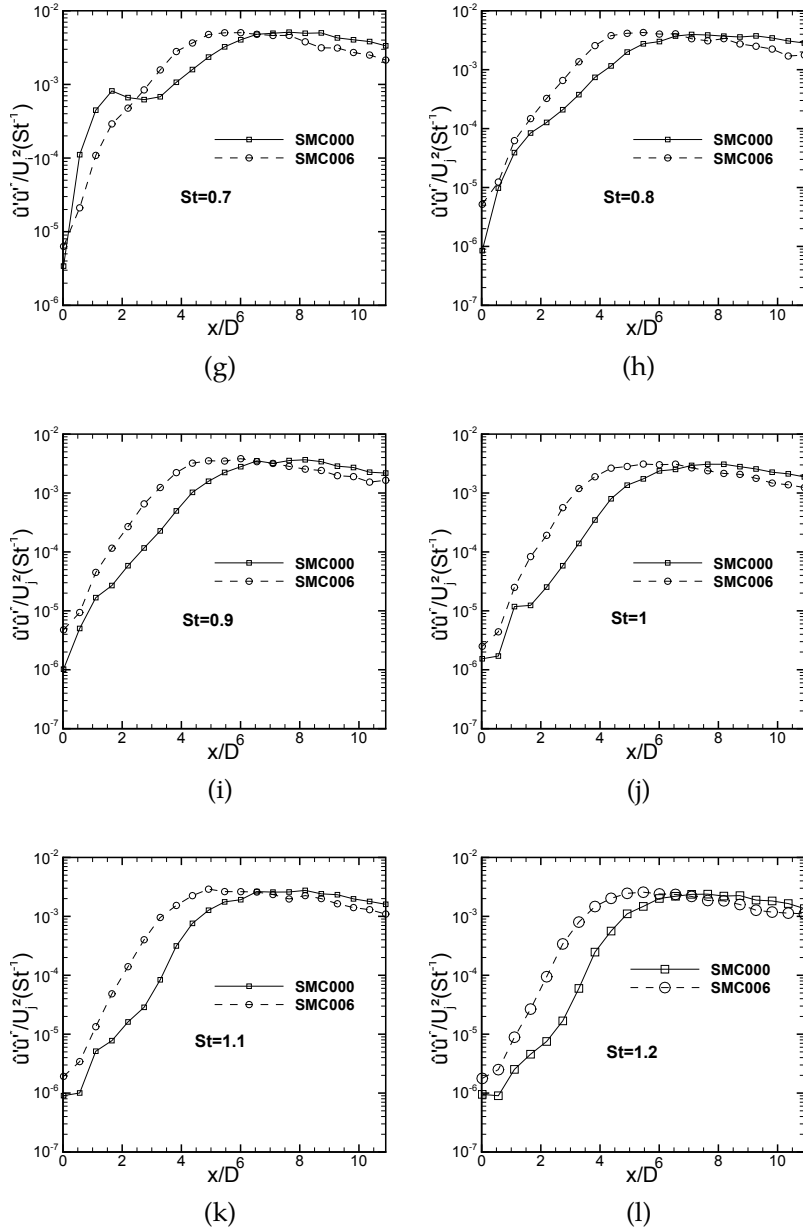 10⁻² 10⁻³ 10⁻⁴ 10⁻⁵ 10⁻⁶
û'û'*/U_j²(St⁻¹)
SMC000
SMC006
St=0.7
0 2 4 6 8 10
x/D
(g)
10⁻² 10⁻³ 10⁻⁴ 10⁻⁵ 10⁻⁶ 10⁻⁷
û'û'*/U_j²(St⁻¹)
SMC000
SMC006
St=0.8
0 2 4 6 8 10
x/D
(h)
10⁻² 10⁻³ 10⁻⁴ 10⁻⁵ 10⁻⁶ 10⁻⁷
û'û'*/U_j²(St⁻¹)
SMC000
SMC006
St=0.9
0 2 4 6 8 10
x/D
(i)
10⁻² 10⁻³ 10⁻⁴ 10⁻⁵ 10⁻⁶ 10⁻⁷
û'û'*/U_j²(St⁻¹)
SMC000
SMC006
St=1
0 2 4 6 8 10
x/D
(j)
10⁻² 10⁻³ 10⁻⁴ 10⁻⁵ 10⁻⁶ 10⁻⁷
û'û'*/U_j²(St⁻¹)
SMC000
SMC006
St=1.1
0 2 4 6 8 10
x/D
(k)
10⁻² 10⁻³ 10⁻⁴ 10⁻⁵ 10⁻⁶ 10⁻⁷
û'û'*/U_j²(St⁻¹)
SMC000
SMC006
St=1.2
0 2 4 6 8 10
x/D
(l)